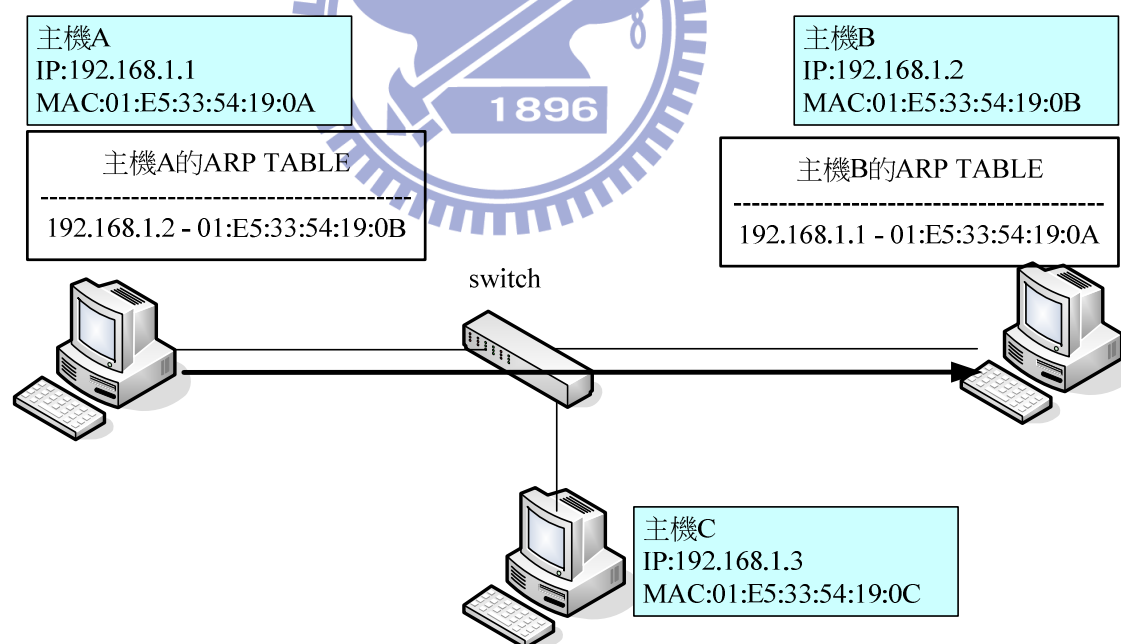 主機A
IP:192.168.1.1
MAC:01:E5:33:54:19:0A
主機B
IP:192.168.1.2
MAC:01:E5:33:54:19:0B
1896
主機A的ARP TABLE
192.168.1.2 - 01:E5:33:54:19:0B
主機B的ARP TABLE
192.168.1.1 - 01:E5:33:54:19:0A
switch
主機C
IP:192.168.1.3
MAC:01:E5:33:54:19:0C